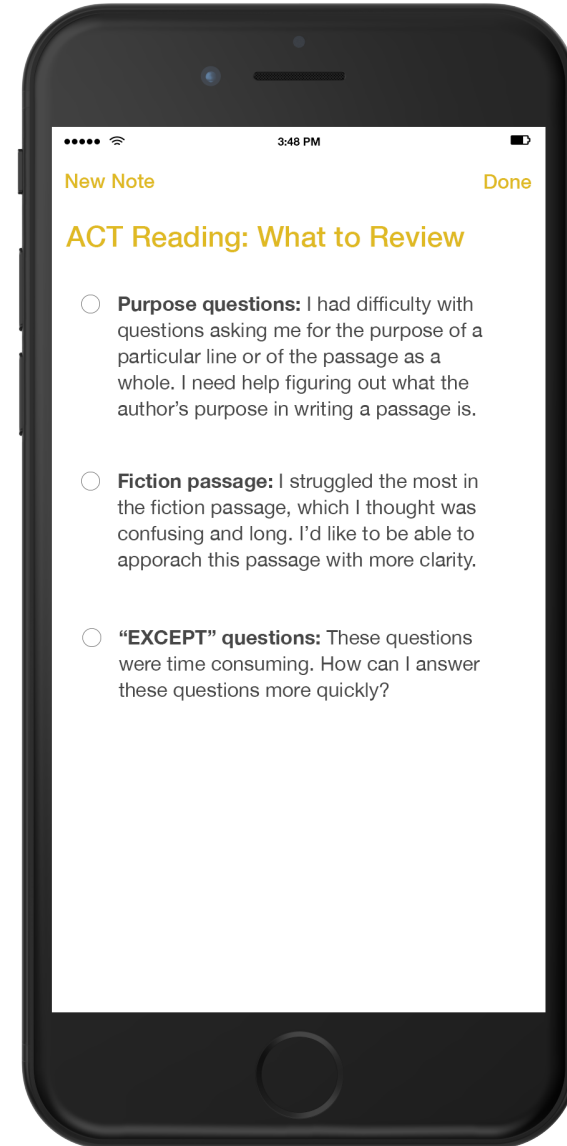 3:48 PM
New Note
Done
ACT Reading: What to Review
Purpose questions: I had difficulty with
questions asking me for the purpose of a
particular line or of the passage as a
whole. I need help figuring out what the
author’s purpose in writing a passage is.
Fiction passage: I struggled the most in
the fiction passage, which I thought was
confusing and long. I’d like to be able to
apporach this passage with more clarity.
“EXCEPT” questions: These questions
were time consuming. How can I answer
these questions more quickly?